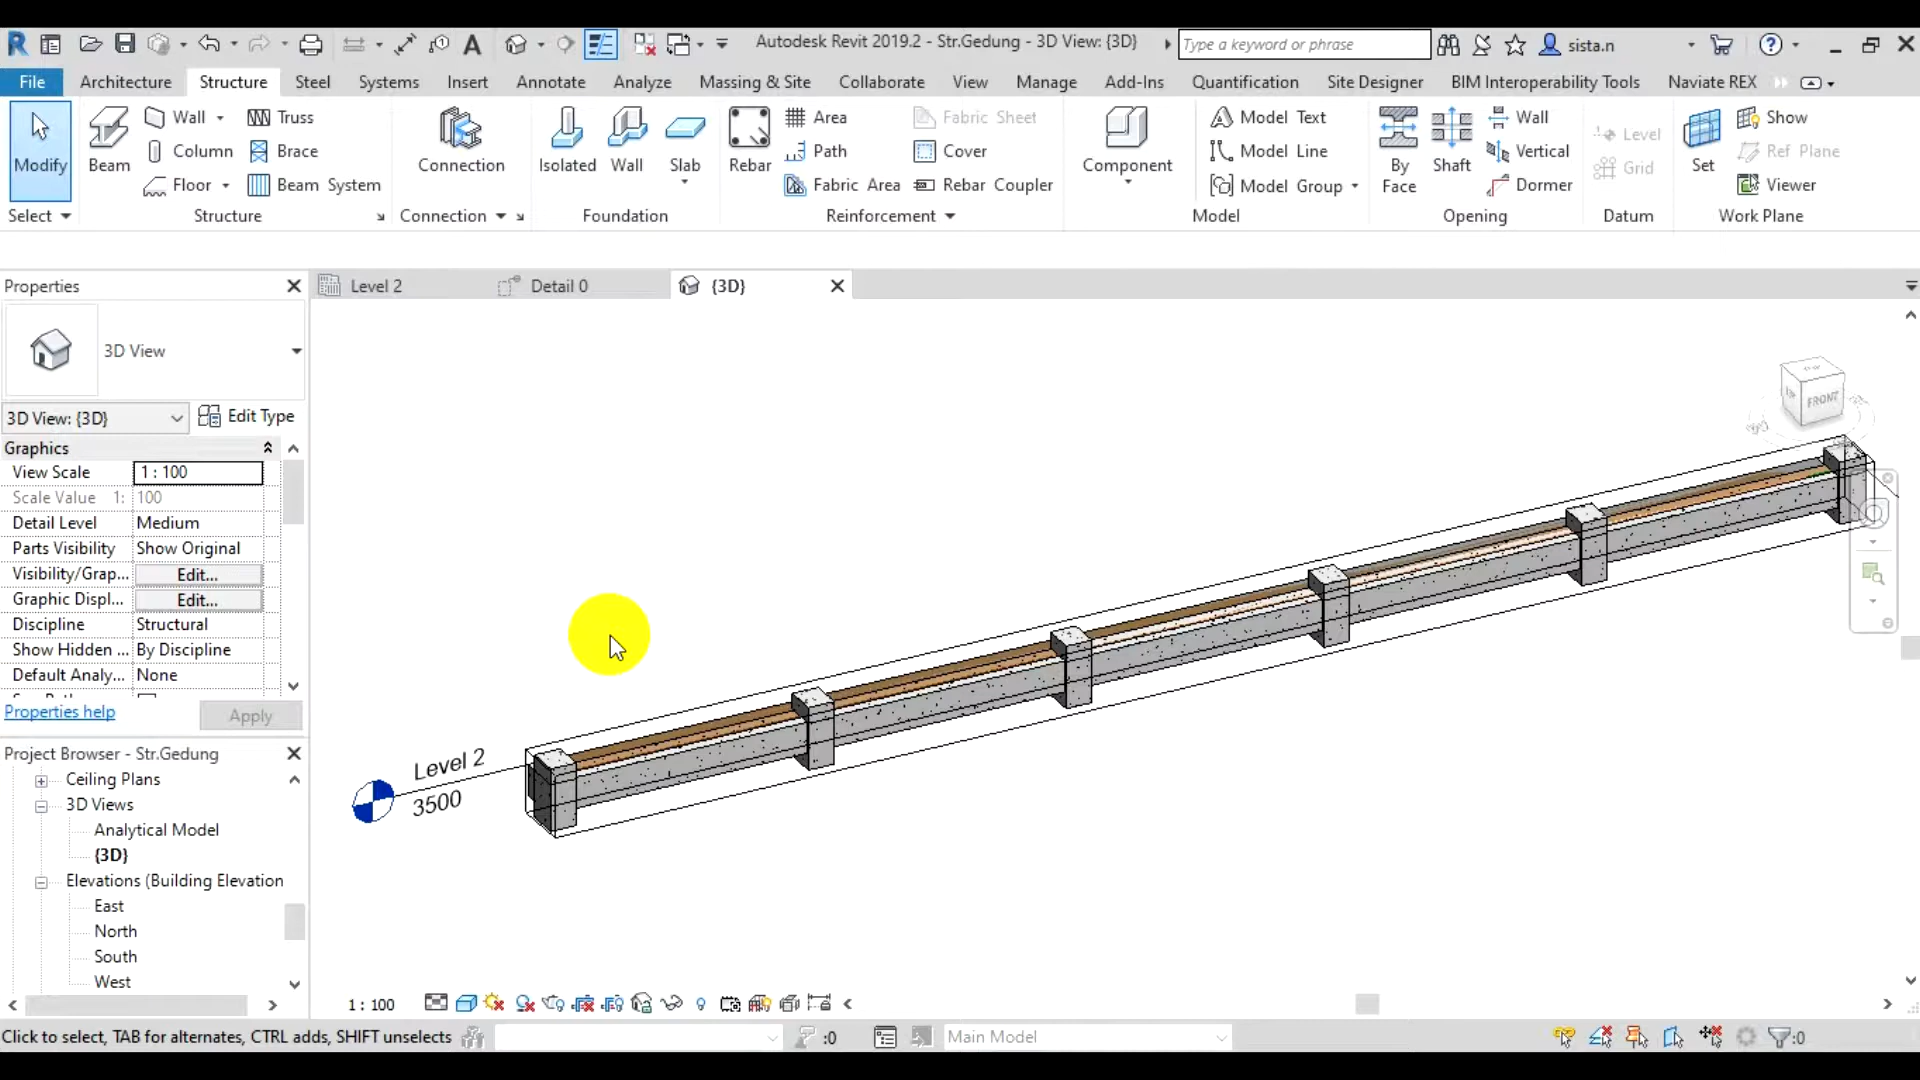 Autodesk Revit 2019.2 - Str.Gedung - 3D View: {3D}
Type a keyword or phrase
sista.n
File Architecture Structure Steel Systems Insert Annotate Analyze Massing & Site Collaborate View Manage Add-Ins Quantification Site Designer BIM Interoperability Tools Naviate REX
Modify
Beam
Wall
Column
Floor
Truss
Brace
Beam System
Connection
Isolated
Wall
Slab
Rebar
Area
Path
Fabric Area
Fabric Sheet
Cover
Rebar Coupler
Component
Model Text
Model Line
Model Group
By
Face
Shaft
Wall
Vertical
Dormer
Level
Grid
Set
Show
Ref Plane
Viewer
Select Structure Connection Foundation Reinforcement Model Opening Datum Work Plane
Properties
Level 2
Detail 0
{3D}
3D View
3D View: {3D}
Edit Type
Graphics
View Scale 1 : 100
Scale Value 1: 100
Detail Level Medium
Parts Visibility Show Original
Visibility/Grap... Edit...
Graphic Displ... Edit...
Discipline Structural
Show Hidden ... By Discipline
Default Analy... None
Properties help
Apply
Project Browser - Str.Gedung
Ceiling Plans
3D Views
Analytical Model
{3D}
Elevations (Building Elevation
East
North
South
West
Level 2
3500
FRONT
1 : 100
Click to select, TAB for alternates, CTRL adds, SHIFT unselects
:0
Main Model
:0